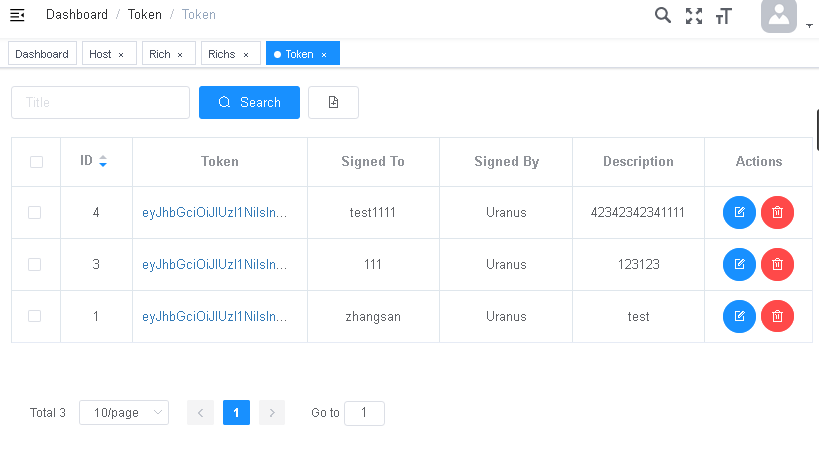 Dashboard / Token / Token
Dashboard Host × Rich × Richs × Token ×
Title Search
ID Token Signed To Signed By Description Actions
4 eyJhbGciOiJIUzI1NiIsIn... test1111 Uranus 42342342341111
3 eyJhbGciOiJIUzI1NiIsIn... 111 Uranus 123123
1 eyJhbGciOiJIUzI1NiIsIn... zhangsan Uranus test
Total 3 10/page < 1 > Go to 1